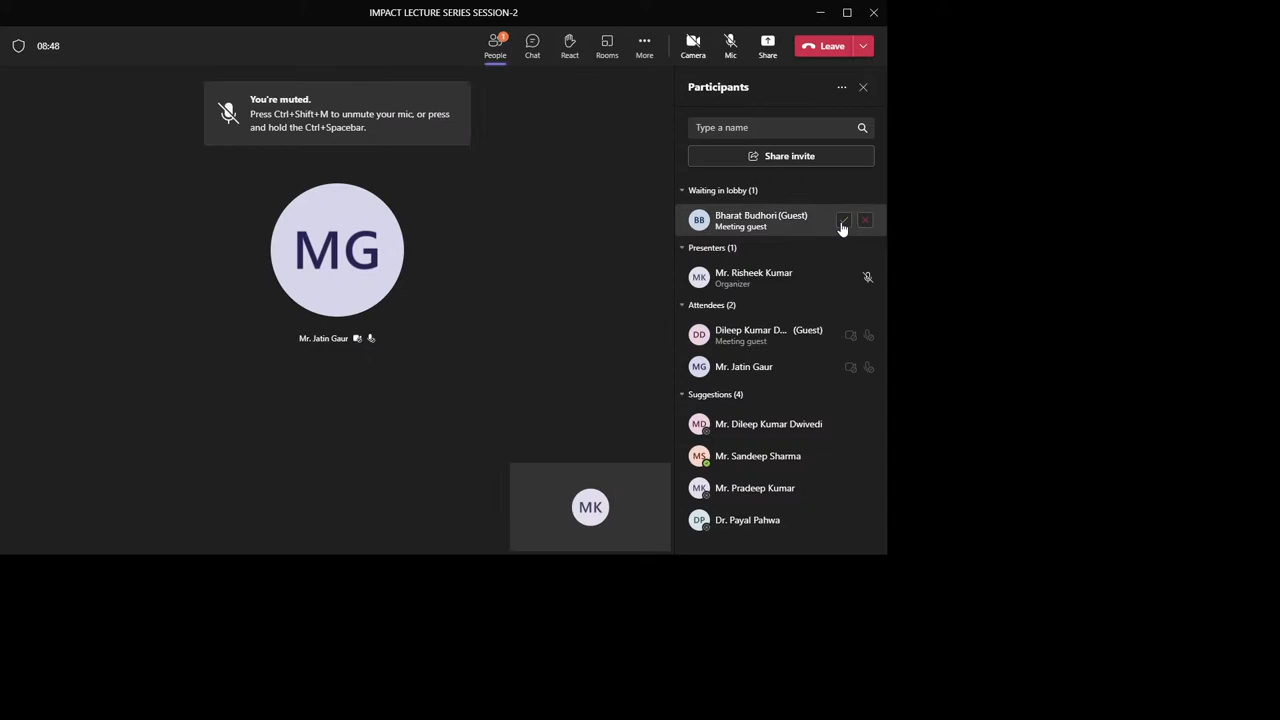 IMPACT LECTURE SERIES SESSION-2
08:48
1
People
Chat
React
Rooms
More
Camera
Mic
Share
Leave
You're muted.
Press Ctrl+Shift+M to unmute your mic, or press
and hold the Ctrl+Spacebar.
MG
Mr. Jatin Gaur
MK
Participants
Type a name
Share invite
Waiting in lobby (1)
BB
Bharat Budhori (Guest)
Meeting guest
Presenters (1)
MK
Mr. Risheek Kumar
Organizer
Attendees (2)
DD
Dileep Kumar D... (Guest)
Meeting guest
MG
Mr. Jatin Gaur
Suggestions (4)
MD
Mr. Dileep Kumar Dwivedi
MS
Mr. Sandeep Sharma
MK
Mr. Pradeep Kumar
DP
Dr. Payal Pahwa